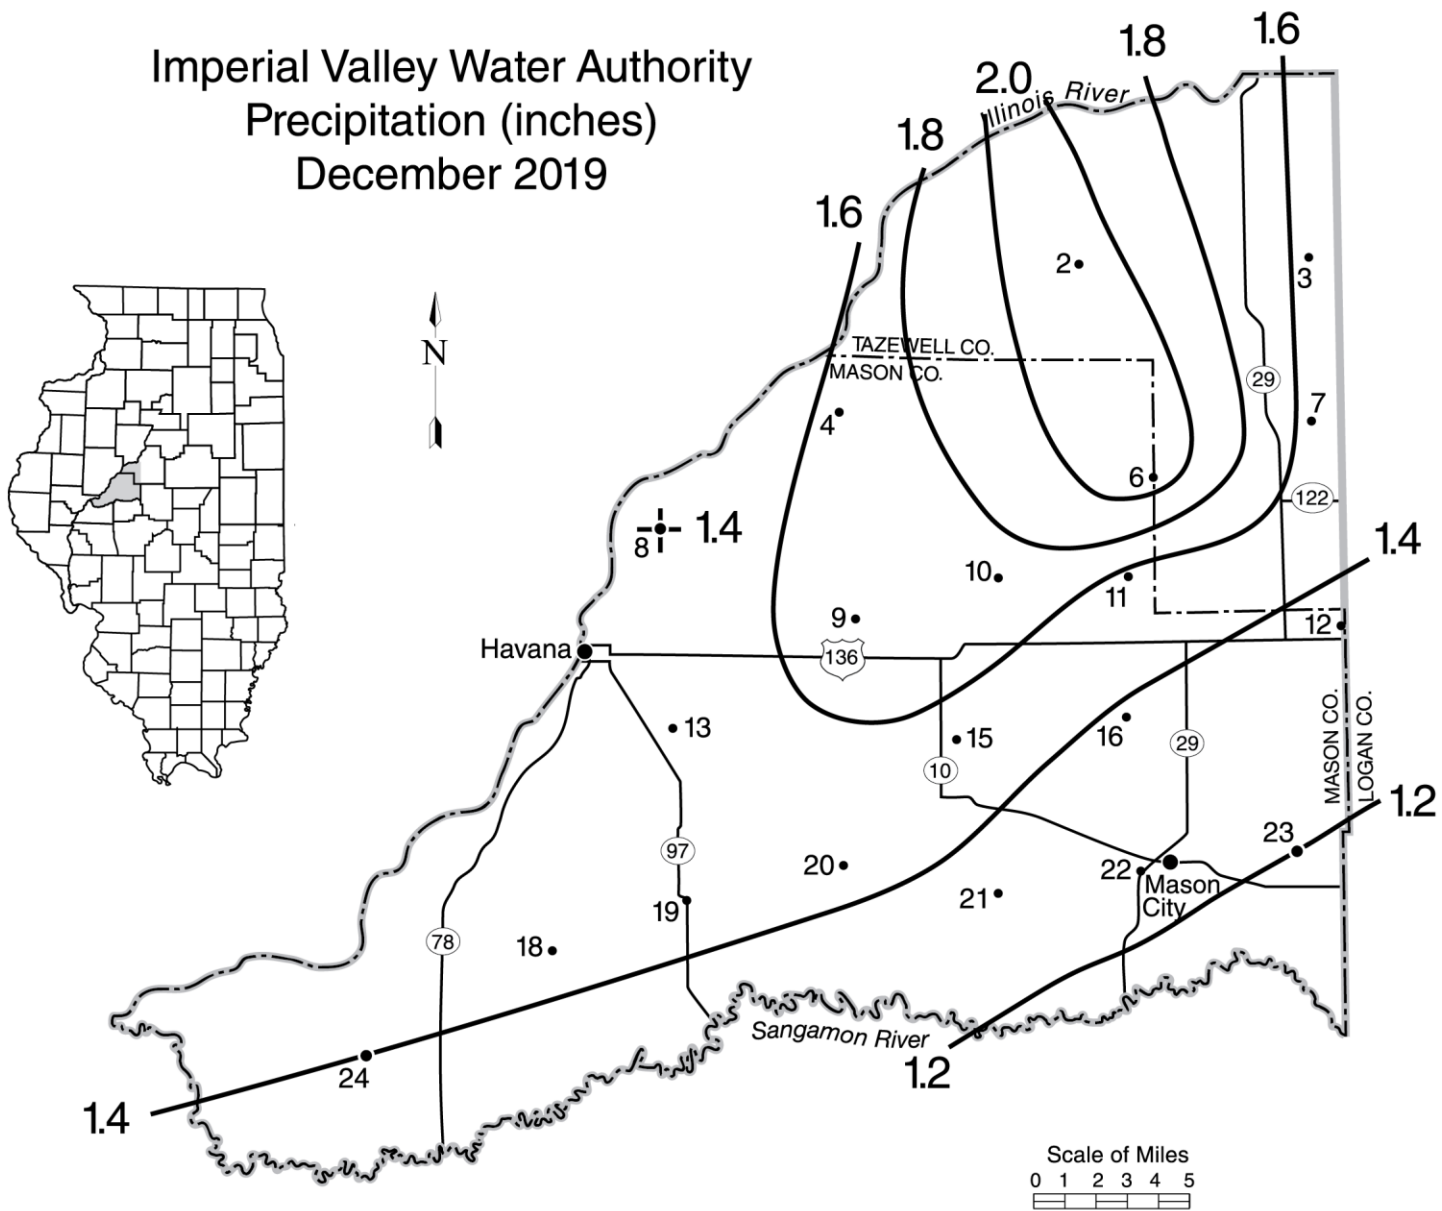 Imperial Valley Water Authority
Precipitation (inches)
December 2019
1.6
1.8
2.0
Illinois River
1.8
1.6
2
3
N
TAZEWELL CO.
MASON CO.
29
4
7
6
122
8
1.4
1.4
10
11
9
12
Havana
136
13
15
16
29
10
MASON CO.
LOGAN CO.
1.2
23
97
20
22
Mason
City
19
21
78
18
Sangamon River
1.2
24
1.4
Scale of Miles
0 1 2 3 4 5